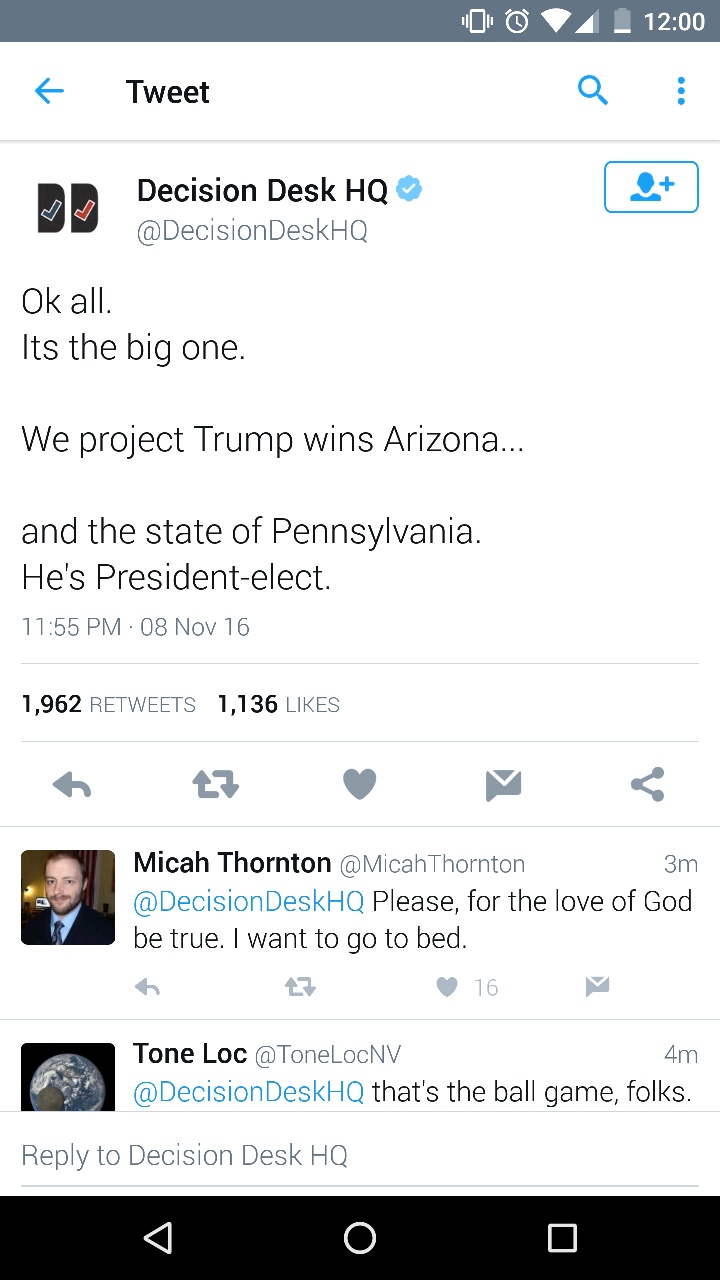 12:00
Tweet
Decision Desk HQ
@DecisionDeskHQ
Ok all.
Its the big one.
We project Trump wins Arizona...
and the state of Pennsylvania.
He's President-elect.
11:55 PM · 08 Nov 16
1,962 RETWEETS 1,136 LIKES
Micah Thornton @MicahThornton 3m
@DecisionDeskHQ Please, for the love of God
be true. I want to go to bed.
16
Tone Loc @ToneLocNV 4m
@DecisionDeskHQ that's the ball game, folks.
Reply to Decision Desk HQ